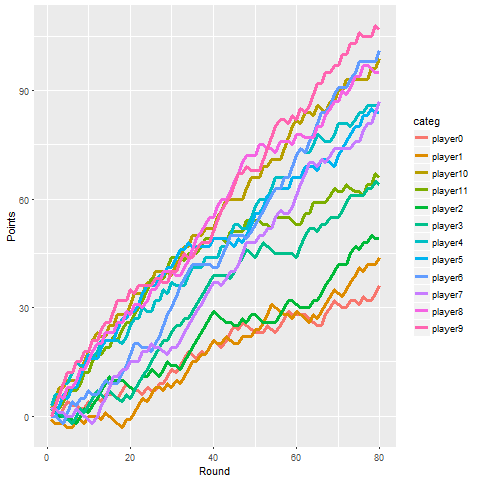 90
60
30
0
Points
0
20
40
60
80
Round
categ
player0
player1
player10
player11
player2
player3
player4
player5
player6
player7
player8
player9